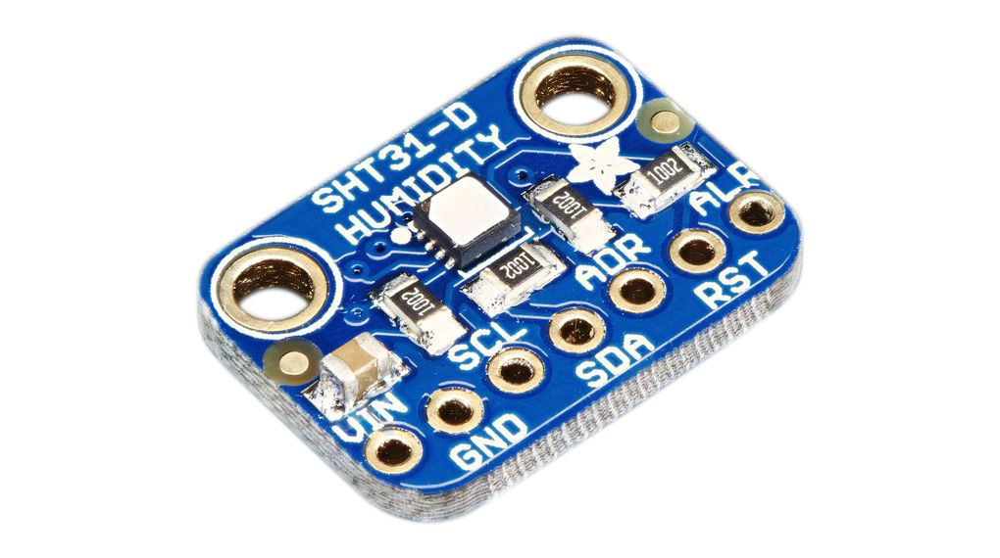 SHT31-D
HUMIDITY
1002
1002
1002
1002
VIN
GND
SCL
SDA
ADR
RST
ALR